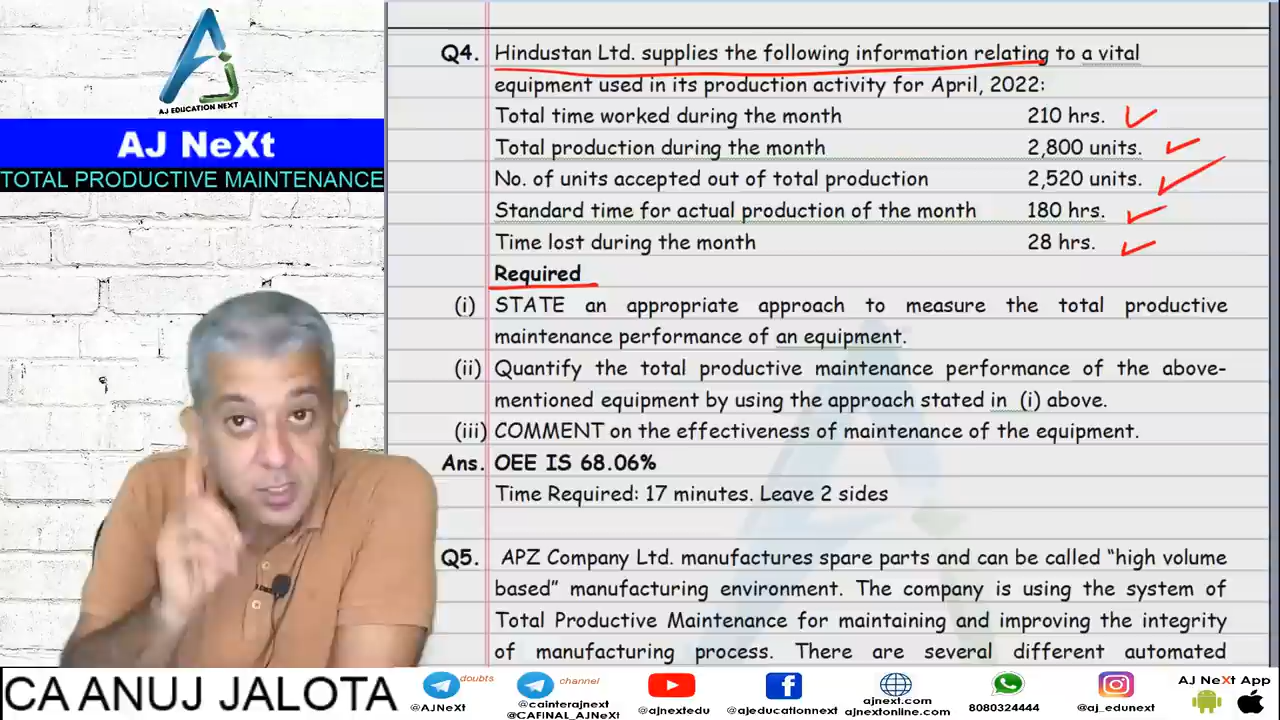 AJ EDUCATION NEXT
AJ NeXt
TOTAL PRODUCTIVE MAINTENANCE
Q4. Hindustan Ltd. supplies the following information relating to a vital
equipment used in its production activity for April, 2022:
Total time worked during the month 210 hrs.
Total production during the month 2,800 units.
No. of units accepted out of total production 2,520 units.
Standard time for actual production of the month 180 hrs.
Time lost during the month 28 hrs.
Required
(i) STATE an appropriate approach to measure the total productive
maintenance performance of an equipment.
(ii) Quantify the total productive maintenance performance of the above-
mentioned equipment by using the approach stated in (i) above.
(iii) COMMENT on the effectiveness of maintenance of the equipment.
Ans. OEE IS 68.06%
Time Required: 17 minutes, leave 2 sides
Q5. APZ Company Ltd. manufactures spare parts and can be called "high volume
based" manufacturing environment. The company is using the system of
Total Productive Maintenance for maintaining and improving the integrity
of manufacturing process. There are several different automated
CA ANUJ JALOTA
doubts
@AJNeXt
channel
@cainterajnext
@CAFINAL_AJNeXt
@ajnextedu
@ajeducationnext
ajnext.com
ajnextonline.com
8080324444
@aj_edunext
AJ NeXt App